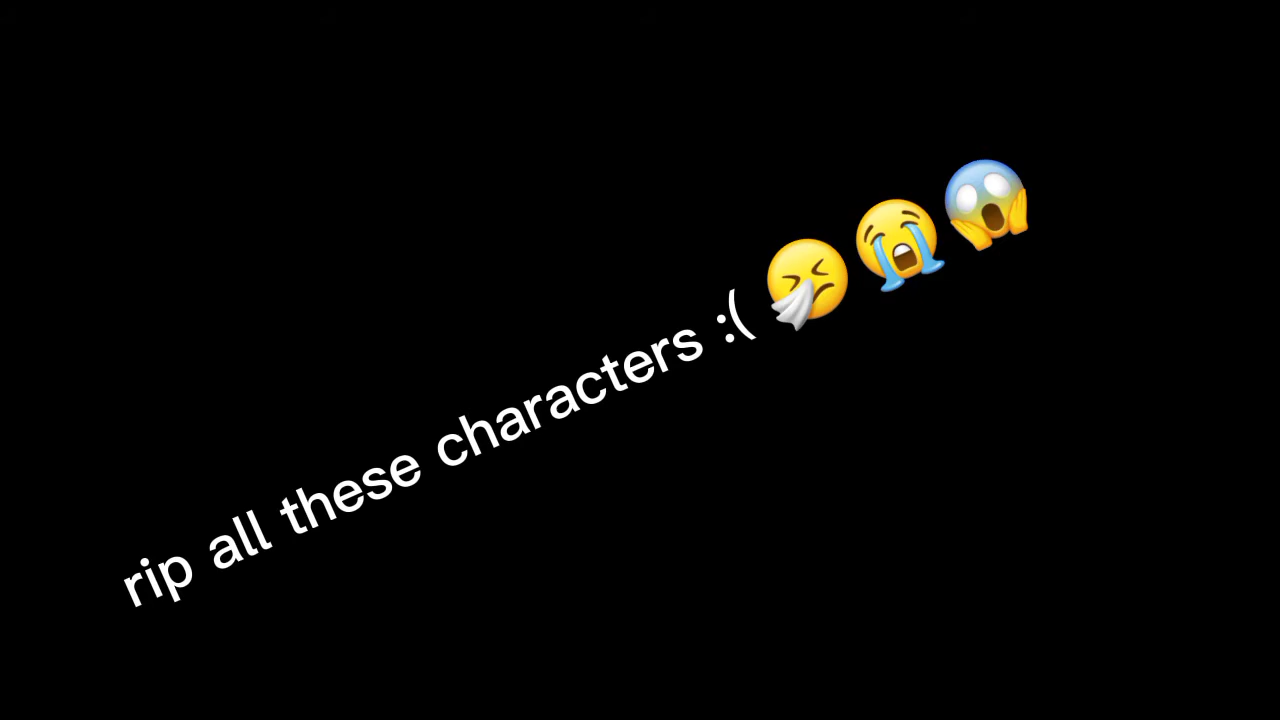 rip all these characters :( 🤧😭😱